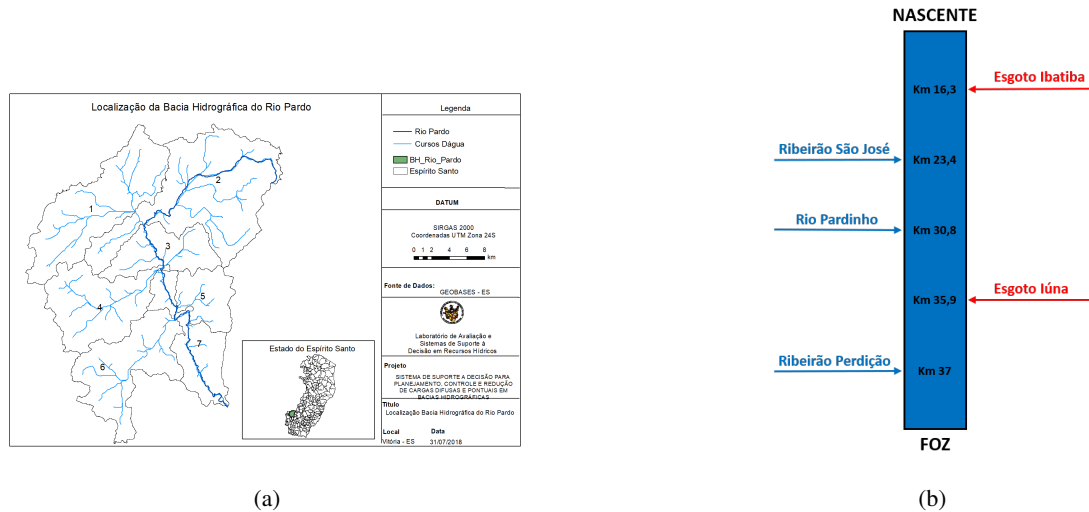 Localização da Bacia Hidrográfica do Rio Pardo
1
2
3
4
5
6
7
Estado do Espírito Santo
Legenda
Rio Pardo
Cursos Dágua
BH_Rio_Pardo
Espírito Santo
DATUM
SIRGAS 2000
Coordenadas UTM Zona 24S
0 1 2 4 6 8
km
Fonte de Dados:
GEOBASES - ES
Laboratório de Avaliação e
Sistemas de Suporte à
Decisão em Recursos Hídricos
Projeto
SISTEMA DE SUPORTE A DECISÃO PARA
PLANEJAMENTO, CONTROLE E REDUÇÃO
DE CARGAS DIFUSAS E PONTUAIS EM
BACIAS HIDROGRÁFICAS
Título
Localização Bacia Hidrográfica do Rio Pardo
Local Data
Vitória - ES 31/07/2018
(a)
NASCENTE
Km 16,3 Esgoto Ibatiba
Ribeirão São José Km 23,4
Rio Pardinho Km 30,8
Km 35,9 Esgoto Iúna
Ribeirão Perdição Km 37
FOZ
(b)